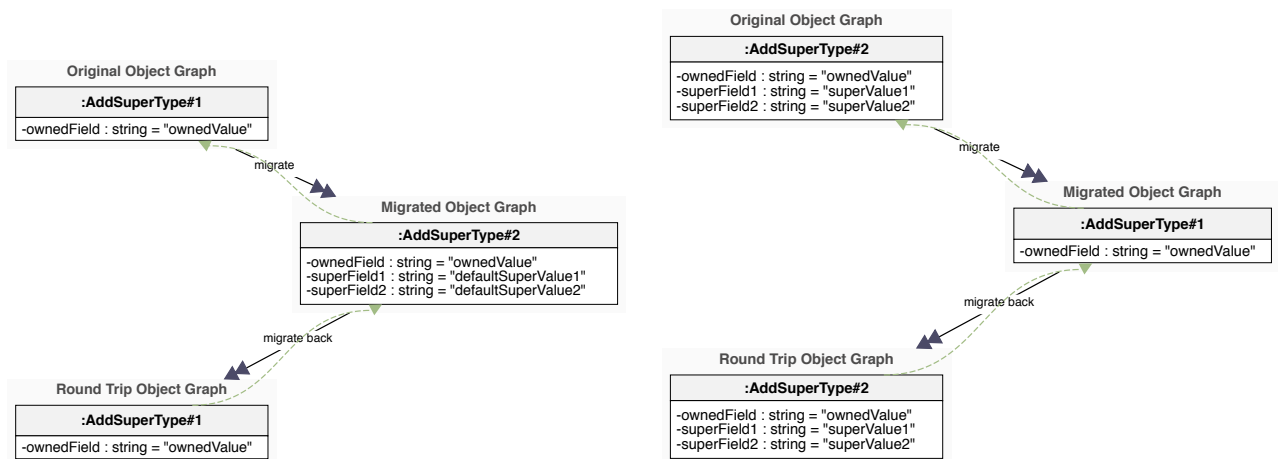 Original Object Graph
:AddSuperType#1
-ownedField : string = "ownedValue"
migrate
Migrated Object Graph
:AddSuperType#2
-ownedField : string = "ownedValue"
-superField1 : string = "defaultSuperValue1"
-superField2 : string = "defaultSuperValue2"
migrate back
Round Trip Object Graph
:AddSuperType#1
-ownedField : string = "ownedValue"
Original Object Graph
:AddSuperType#2
-ownedField : string = "ownedValue"
-superField1 : string = "superValue1"
-superField2 : string = "superValue2"
migrate
Migrated Object Graph
:AddSuperType#1
-ownedField : string = "ownedValue"
migrate back
Round Trip Object Graph
:AddSuperType#2
-ownedField : string = "ownedValue"
-superField1 : string = "superValue1"
-superField2 : string = "superValue2"